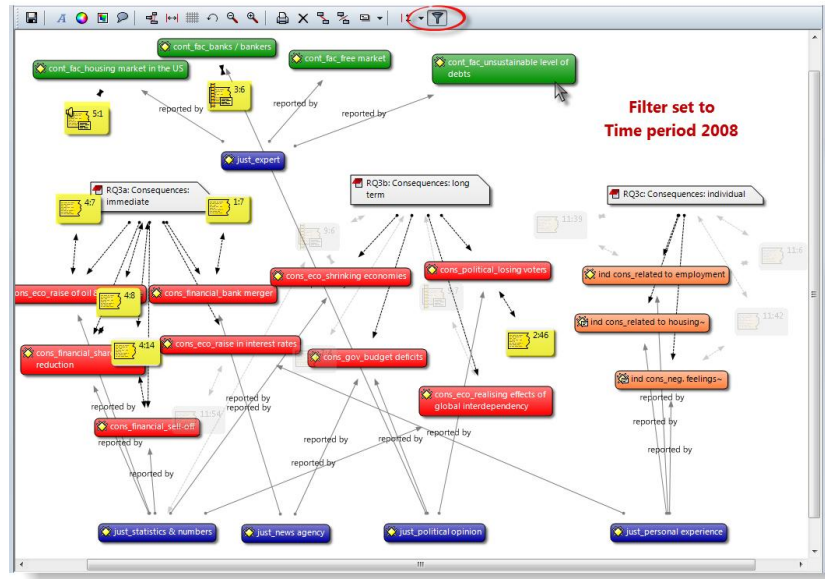 cont_fac_banks / bankers
cont_fac_housing market in the US
cont_fac_free market
cont_fac_unsustainable level of
debts
3:6
5:1
reported by
reported by
reported by
Filter set to
Time period 2008
just_expert
RQ3a: Consequences:
immediate
RQ3b: Consequences: long
term
RQ3c: Consequences: individual
4:7
1:7
9:6
11:39
11:6
cons_eco_shrinking economies
cons_political_losing voters
ind cons_related to employment
cons_eco_raise of oil &
cons_financial_bank merger
4:8
ind cons_related to housing~
11:42
4:14
2:46
cons_financial_shar
reduction
cons_eco_raise in interest rates
cons_gov_budget deficits
ind cons_neg. feelings~
cons_eco_realising effects of
global interdependency
reported by
reported by
reported by
reported by
reported by
11:54
cons_financial_sell-off
reported by
reported by
reported by
reported by
reported by
reported by
reported by
just_statistics & numbers
just_news agency
just_political opinion
just_personal experience